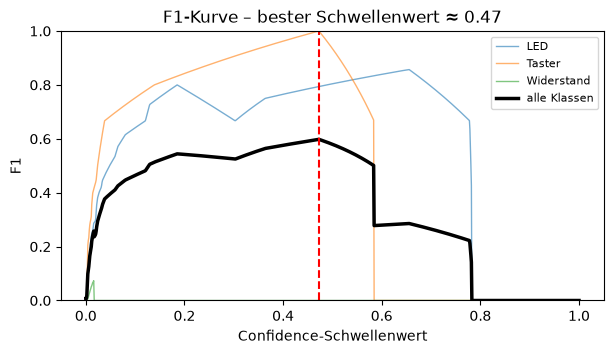 F1-Kurve – bester Schwellenwert ≈ 0.47
F1
1.0
0.8
0.6
0.4
0.2
0.0
LED
Taster
Widerstand
alle Klassen
0.0 0.2 0.4 0.6 0.8 1.0
Confidence-Schwellenwert